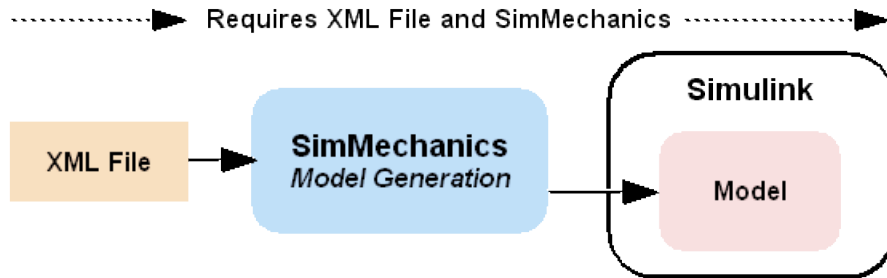 Requires XML File and SimMechanics
Simulink
XML File
SimMechanics
Model Generation
Model